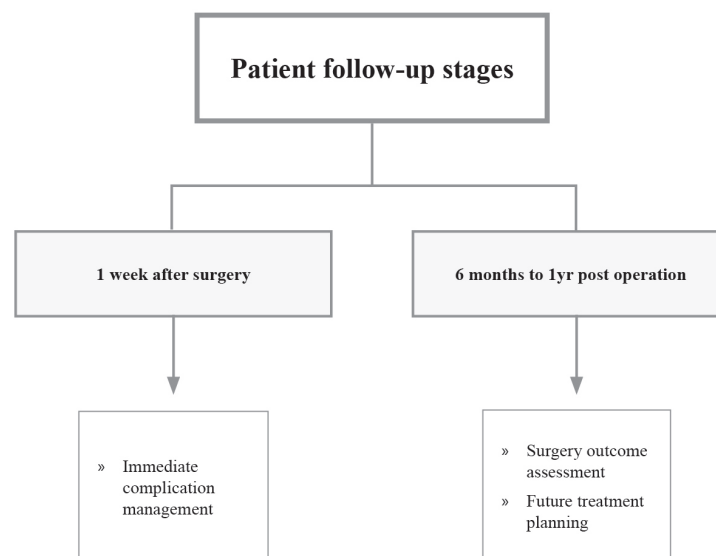 Patient follow-up stages
1 week after surgery
6 months to 1yr post operation
» Immediate
complication
management
» Surgery outcome
assessment
» Future treatment
planning